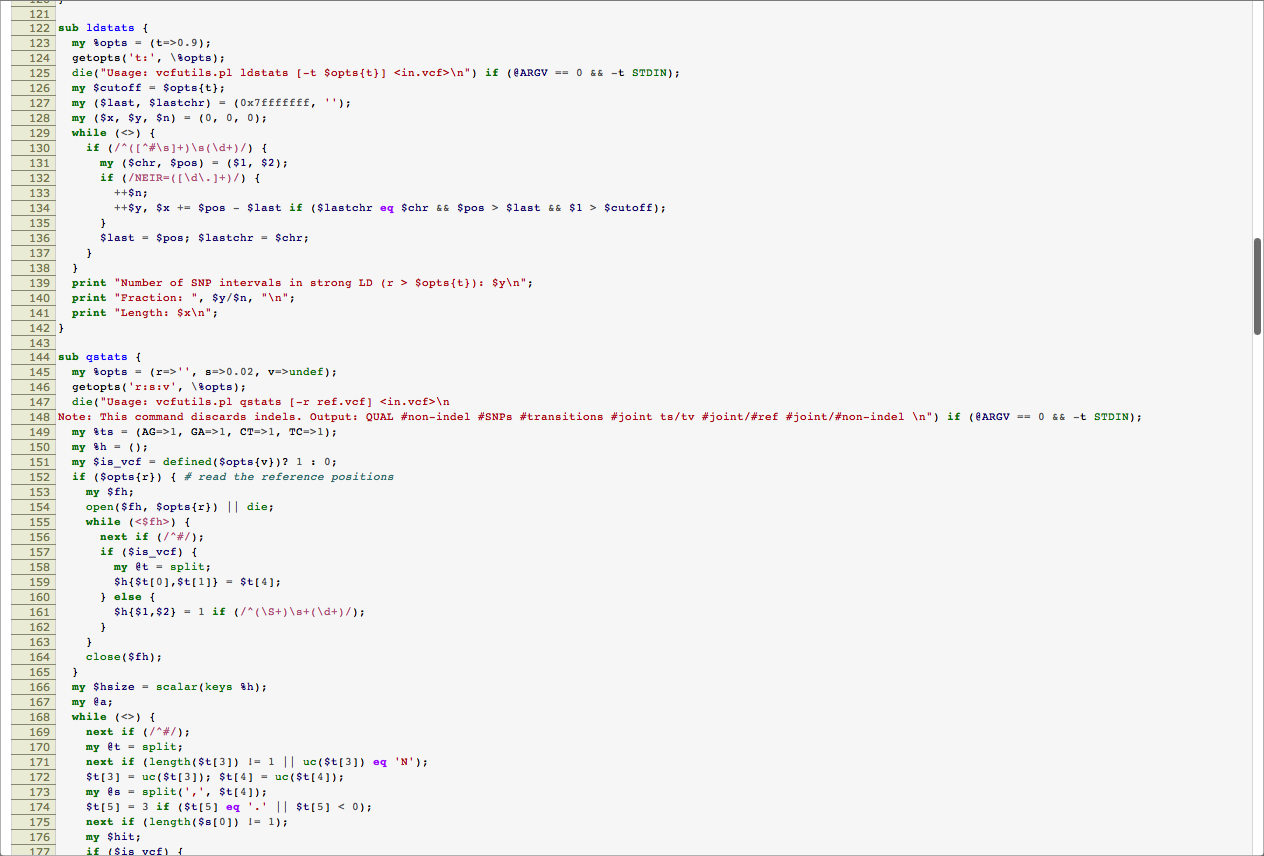 120 }
121
122 sub ldstats {
123   my %opts = (t=>0.9);
124   getopts('t:', \%opts);
125   die("Usage: vcfutils.pl ldstats [-t $opts{t}] <in.vcf>\n") if (@ARGV == 0 && -t STDIN);
126   my $cutoff = $opts{t};
127   my ($last, $lastchr) = (0x7fffffff, '');
128   my ($x, $y, $n) = (0, 0, 0);
129   while (<>) {
130     if (/^([^#\s]+)\s(\d+)/) {
131       my ($chr, $pos) = ($1, $2);
132       if (/NEIR=([\d\.]+)/) {
133         ++$n;
134         ++$y, $x += $pos - $last if ($lastchr eq $chr && $pos > $last && $1 > $cutoff);
135       }
136       $last = $pos; $lastchr = $chr;
137     }
138   }
139   print "Number of SNP intervals in strong LD (r > $opts{t}): $y\n";
140   print "Fraction: ", $y/$n, "\n";
141   print "Length: $x\n";
142 }
143
144 sub qstats {
145   my %opts = (r=>'', s=>0.02, v=>undef);
146   getopts('r:s:v', \%opts);
147   die("Usage: vcfutils.pl qstats [-r ref.vcf] <in.vcf>\n
148 Note: This command discards indels. Output: QUAL #non-indel #SNPs #transitions #joint ts/tv #joint/#ref #joint/#non-indel \n") if (@ARGV == 0 && -t STDIN);
149   my %ts = (AG=>1, GA=>1, CT=>1, TC=>1);
150   my %h = ();
151   my $is_vcf = defined($opts{v})? 1 : 0;
152   if ($opts{r}) { # read the reference positions
153     my $fh;
154     open($fh, $opts{r}) || die;
155     while (<$fh>) {
156       next if (/^#/);
157       if ($is_vcf) {
158         my @t = split;
159         $h{$t[0],$t[1]} = $t[4];
160       } else {
161         $h{$1,$2} = 1 if (/^(\S+)\s+(\d+)/);
162       }
163     }
164     close($fh);
165   }
166   my $hsize = scalar(keys %h);
167   my @a;
168   while (<>) {
169     next if (/^#/);
170     my @t = split;
171     next if (length($t[3]) != 1 || uc($t[3]) eq 'N');
172     $t[3] = uc($t[3]); $t[4] = uc($t[4]);
173     my @s = split(',', $t[4]);
174     $t[5] = 3 if ($t[5] eq '.' || $t[5] < 0);
175     next if (length($s[0]) != 1);
176     my $hit;
177     if ($is_vcf) {